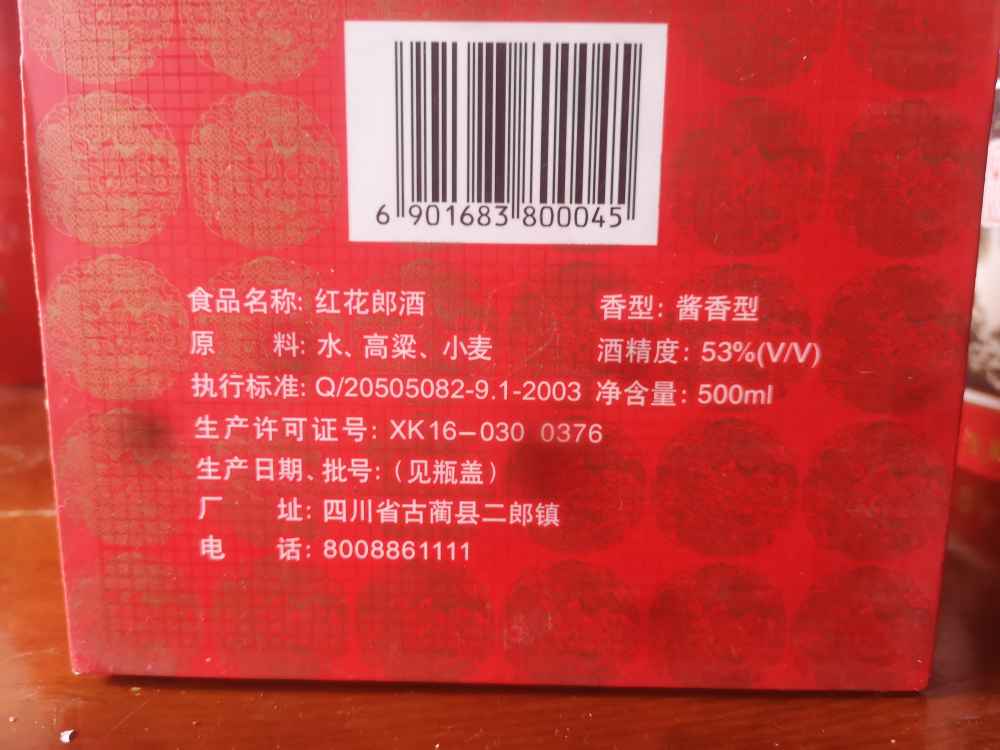 6 901683 800045
食品名称: 红花郎酒 香型: 酱香型
原 料: 水、高粱、小麦 酒精度: 53%(V/V)
执行标准: Q/20505082-9.1-2003 净含量: 500ml
生产许可证号: XK16-030 0376
生产日期、批号:(见瓶盖)
厂 址: 四川省古蔺县二郎镇
电 话: 8008861111